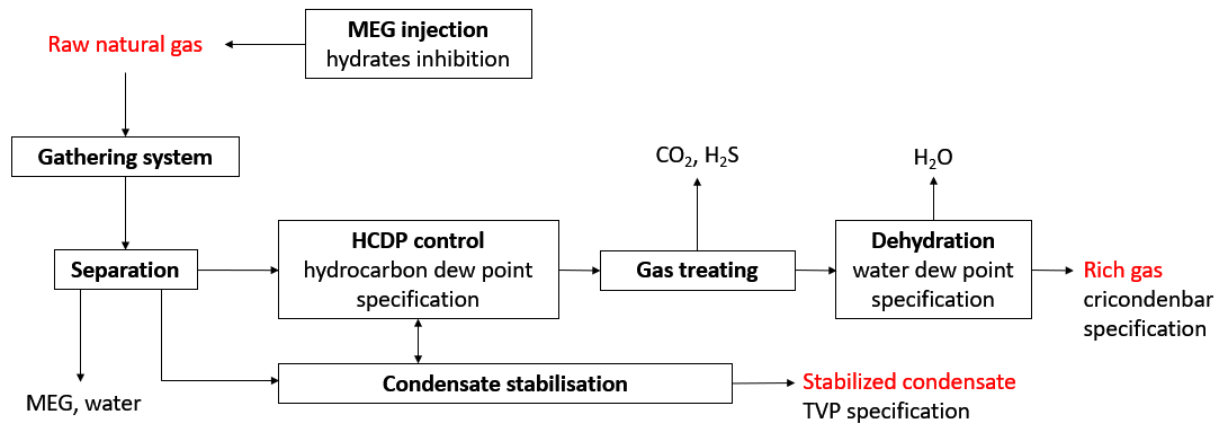 MEG injection
hydrates inhibition
Raw natural gas
Gathering system
CO₂, H₂S
H₂O
Separation
HCDP control
hydrocarbon dew point
specification
Gas treating
Dehydration
water dew point
specification
Rich gas
cricondenbar
specification
Condensate stabilisation
Stabilized condensate
TVP specification
MEG, water